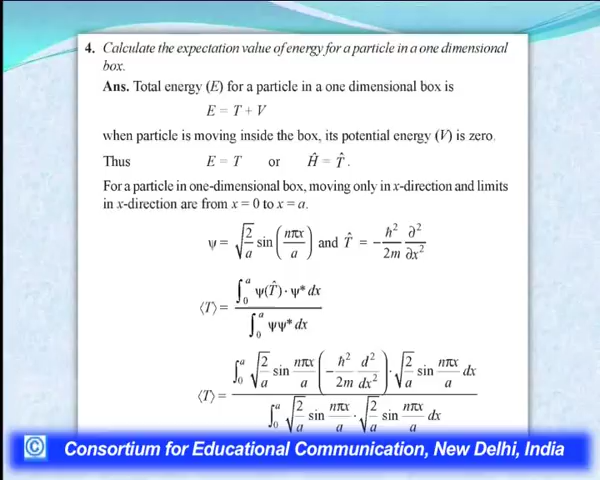 4. Calculate the expectation value of energy for a particle in a one dimensional
box.
Ans. Total energy (E) for a particle in a one dimensional box is
E = T + V
when particle is moving inside the box, its potential energy (V) is zero.
Thus E = T or Ĥ = T̂.
For a particle in one-dimensional box, moving only in x-direction and limits
in x-direction are from x = 0 to x = a.
ψ = √(2/a) sin (nπx/a) and T̂ = −ħ²/2m ∂²/∂x²
⟨T⟩ = ∫₀ᵃ ψ(T̂)·ψ* dx / ∫₀ᵃ ψψ* dx
⟨T⟩ = ∫₀ᵃ √(2/a) sin nπx/a (−ħ²/2m d²/dx²)·√(2/a) sin nπx/a dx / ∫₀ᵃ √(2/a) sin nπx/a · √(2/a) sin nπx/a dx
© Consortium for Educational Communication, New Delhi, India